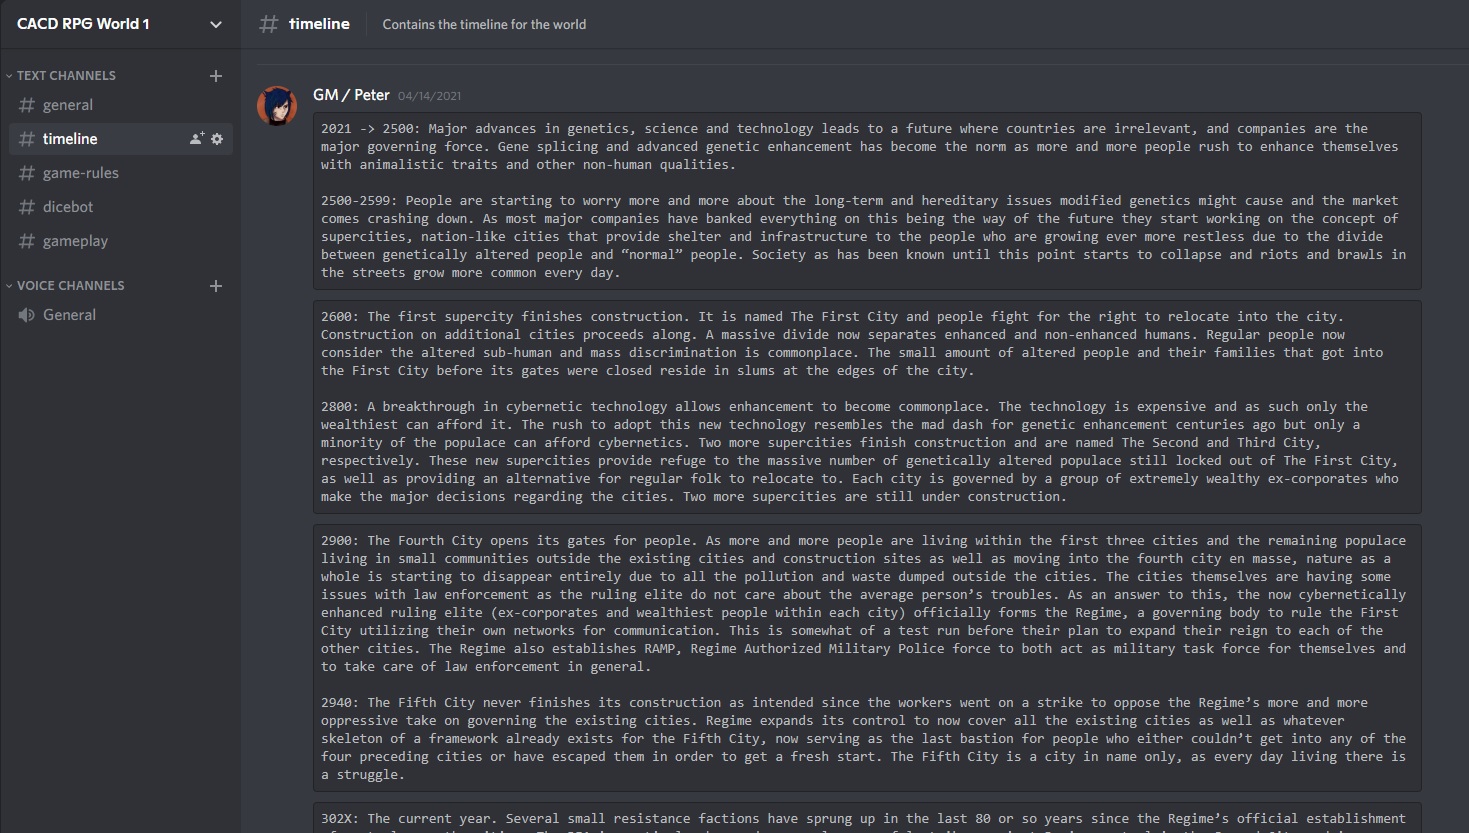 CACD RPG World 1
TEXT CHANNELS
# general
# timeline
# game-rules
# dicebot
# gameplay
VOICE CHANNELS
General
# timeline
Contains the timeline for the world
GM / Peter 04/14/2021
2021 -> 2500: Major advances in genetics, science and technology leads to a future where countries are irrelevant, and companies are the
major governing force. Gene splicing and advanced genetic enhancement has become the norm as more and more people rush to enhance themselves
with animalistic traits and other non-human qualities.
2500-2599: People are starting to worry more and more about the long-term and hereditary issues modified genetics might cause and the market
comes crashing down. As most major companies have banked everything on this being the way of the future they start working on the concept of
supercities, nation-like cities that provide shelter and infrastructure to the people who are growing ever more restless due to the divide
between genetically altered people and “normal” people. Society as has been known until this point starts to collapse and riots and brawls in
the streets grow more common every day.
2600: The first supercity finishes construction. It is named The First City and people fight for the right to relocate into the city.
Construction on additional cities proceeds along. A massive divide now separates enhanced and non-enhanced humans. Regular people now
consider the altered sub-human and mass discrimination is commonplace. The small amount of altered people and their families that got into
the First City before its gates were closed reside in slums at the edges of the city.
2800: A breakthrough in cybernetic technology allows enhancement to become commonplace. The technology is expensive and as such only the
wealthiest can afford it. The rush to adopt this new technology resembles the mad dash for genetic enhancement centuries ago but only a
minority of the populace can afford cybernetics. Two more supercities finish construction and are named The Second and Third City,
respectively. These new supercities provide refuge to the massive number of genetically altered populace still locked out of The First City,
as well as providing an alternative for regular folk to relocate to. Each city is governed by a group of extremely wealthy ex-corporates who
make the major decisions regarding the cities. Two more supercities are still under construction.
2900: The Fourth City opens its gates for people. As more and more people are living within the first three cities and the remaining populace
living in small communities outside the existing cities and construction sites as well as moving into the fourth city en masse, nature as a
whole is starting to disappear entirely due to all the pollution and waste dumped outside the cities. The cities themselves are having some
issues with law enforcement as the ruling elite do not care about the average person’s troubles. As an answer to this, the now cybernetically
enhanced ruling elite (ex-corporates and wealthiest people within each city) officially forms the Regime, a governing body to rule the First
City utilizing their own networks for communication. This is somewhat of a test run before their plan to expand their reign to each of the
other cities. The Regime also establishes RAMP, Regime Authorized Military Police force to both act as military task force for themselves and
to take care of law enforcement in general.
2940: The Fifth City never finishes its construction as intended since the workers went on a strike to oppose the Regime’s more and more
oppressive take on governing the existing cities. Regime expands its control to now cover all the existing cities as well as whatever
skeleton of a framework already exists for the Fifth City, now serving as the last bastion for people who either couldn’t get into any of the
four preceding cities or have escaped them in order to get a fresh start. The Fifth City is a city in name only, as every day living there is
a struggle.
302X: The current year. Several small resistance factions have sprung up in the last 80 or so years since the Regime’s official establishment